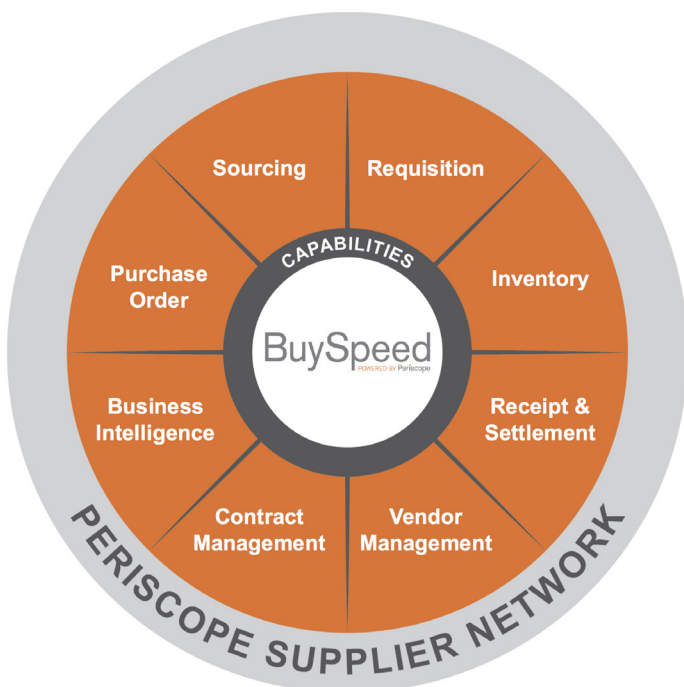 Sourcing
Requisition
Inventory
Receipt &
Settlement
Vendor
Management
Contract
Management
Business
Intelligence
Purchase
Order
CAPABILITIES
BuySpeed
POWERED BY Periscope
PERISCOPE SUPPLIER NETWORK